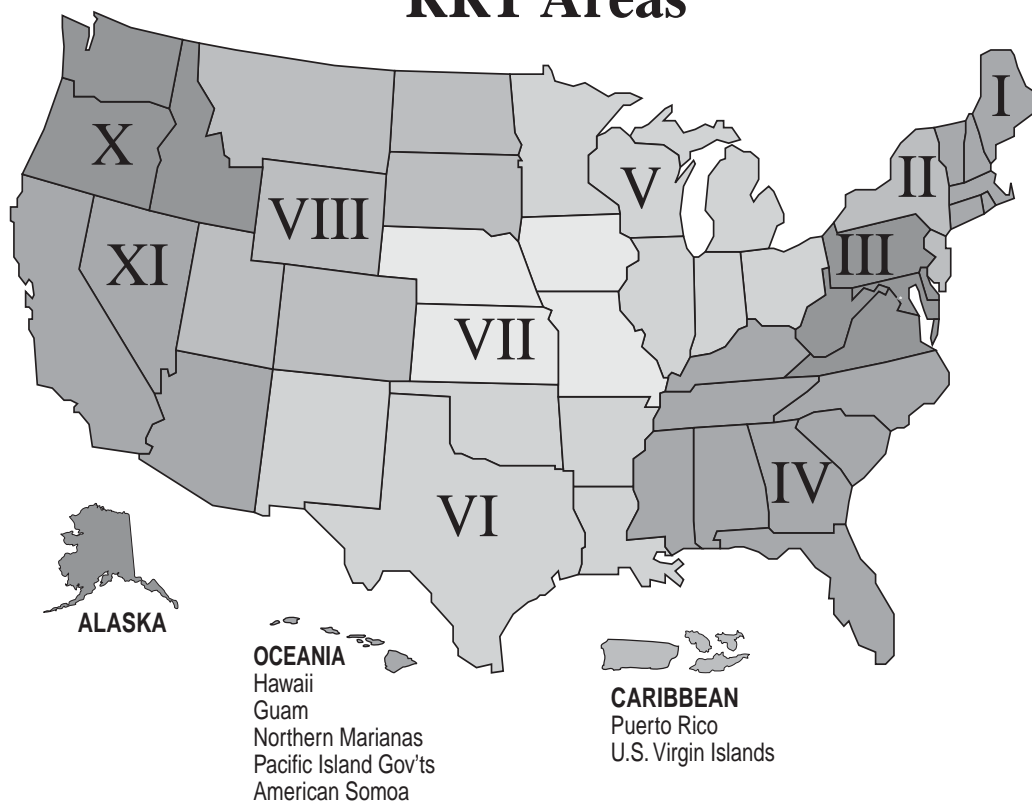 RRT Areas
I
X
II
V
VIII
III
XI
VII
IV
VI
ALASKA
OCEANIA
Hawaii
Guam
Northern Marianas
Pacific Island Gov'ts
American Somoa
CARIBBEAN
Puerto Rico
U.S. Virgin Islands